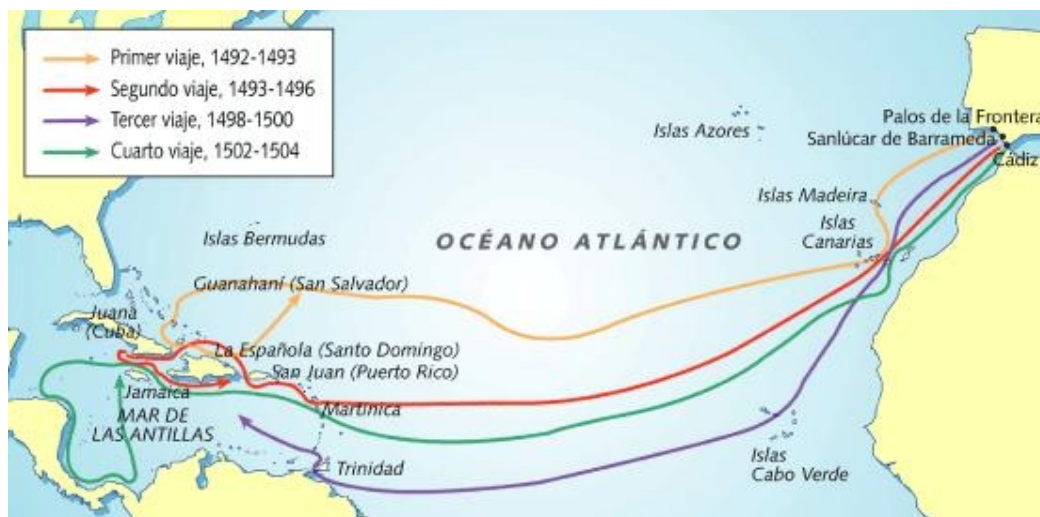 Primer viaje, 1492-1493
Segundo viaje, 1493-1496
Tercer viaje, 1498-1500
Cuarto viaje, 1502-1504
Islas Azores
Palos de la Frontera
Sanlúcar de Barrameda
Cádiz
Islas Madeira
Islas
Canarias
Islas Bermudas
OCÉANO ATLÁNTICO
Guanahaní (San Salvador)
Juana
(Cuba)
La Española (Santo Domingo)
San Juan (Puerto Rico)
Jamaica
Martinica
MAR DE
LAS ANTILLAS
Trinidad
Islas
Cabo Verde